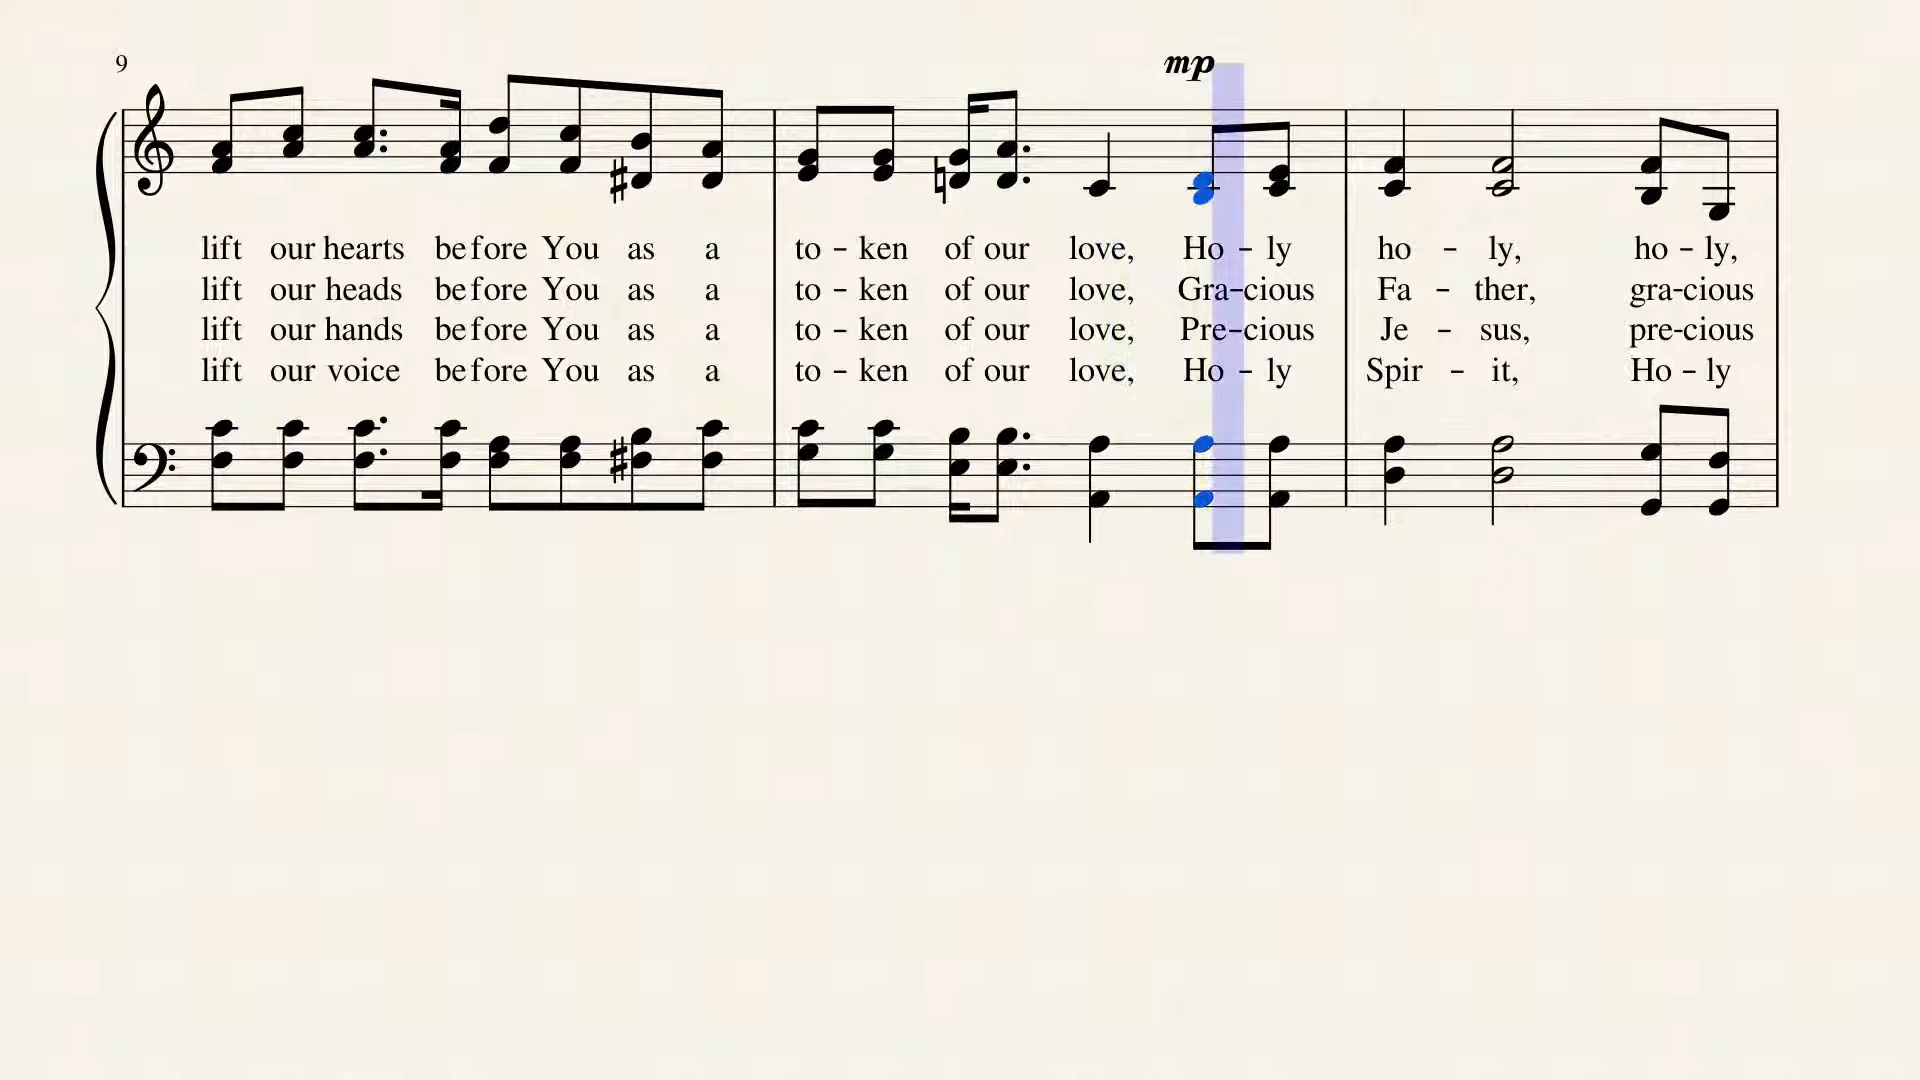 9
mp
lift our hearts before You as a to - ken of our love, Ho - ly ho - ly, ho - ly,
lift our heads before You as a to - ken of our love, Gra-cious Fa - ther, gra-cious
lift our hands before You as a to - ken of our love, Pre-cious Je - sus, pre-cious
lift our voice before You as a to - ken of our love, Ho - ly Spir - it, Ho - ly